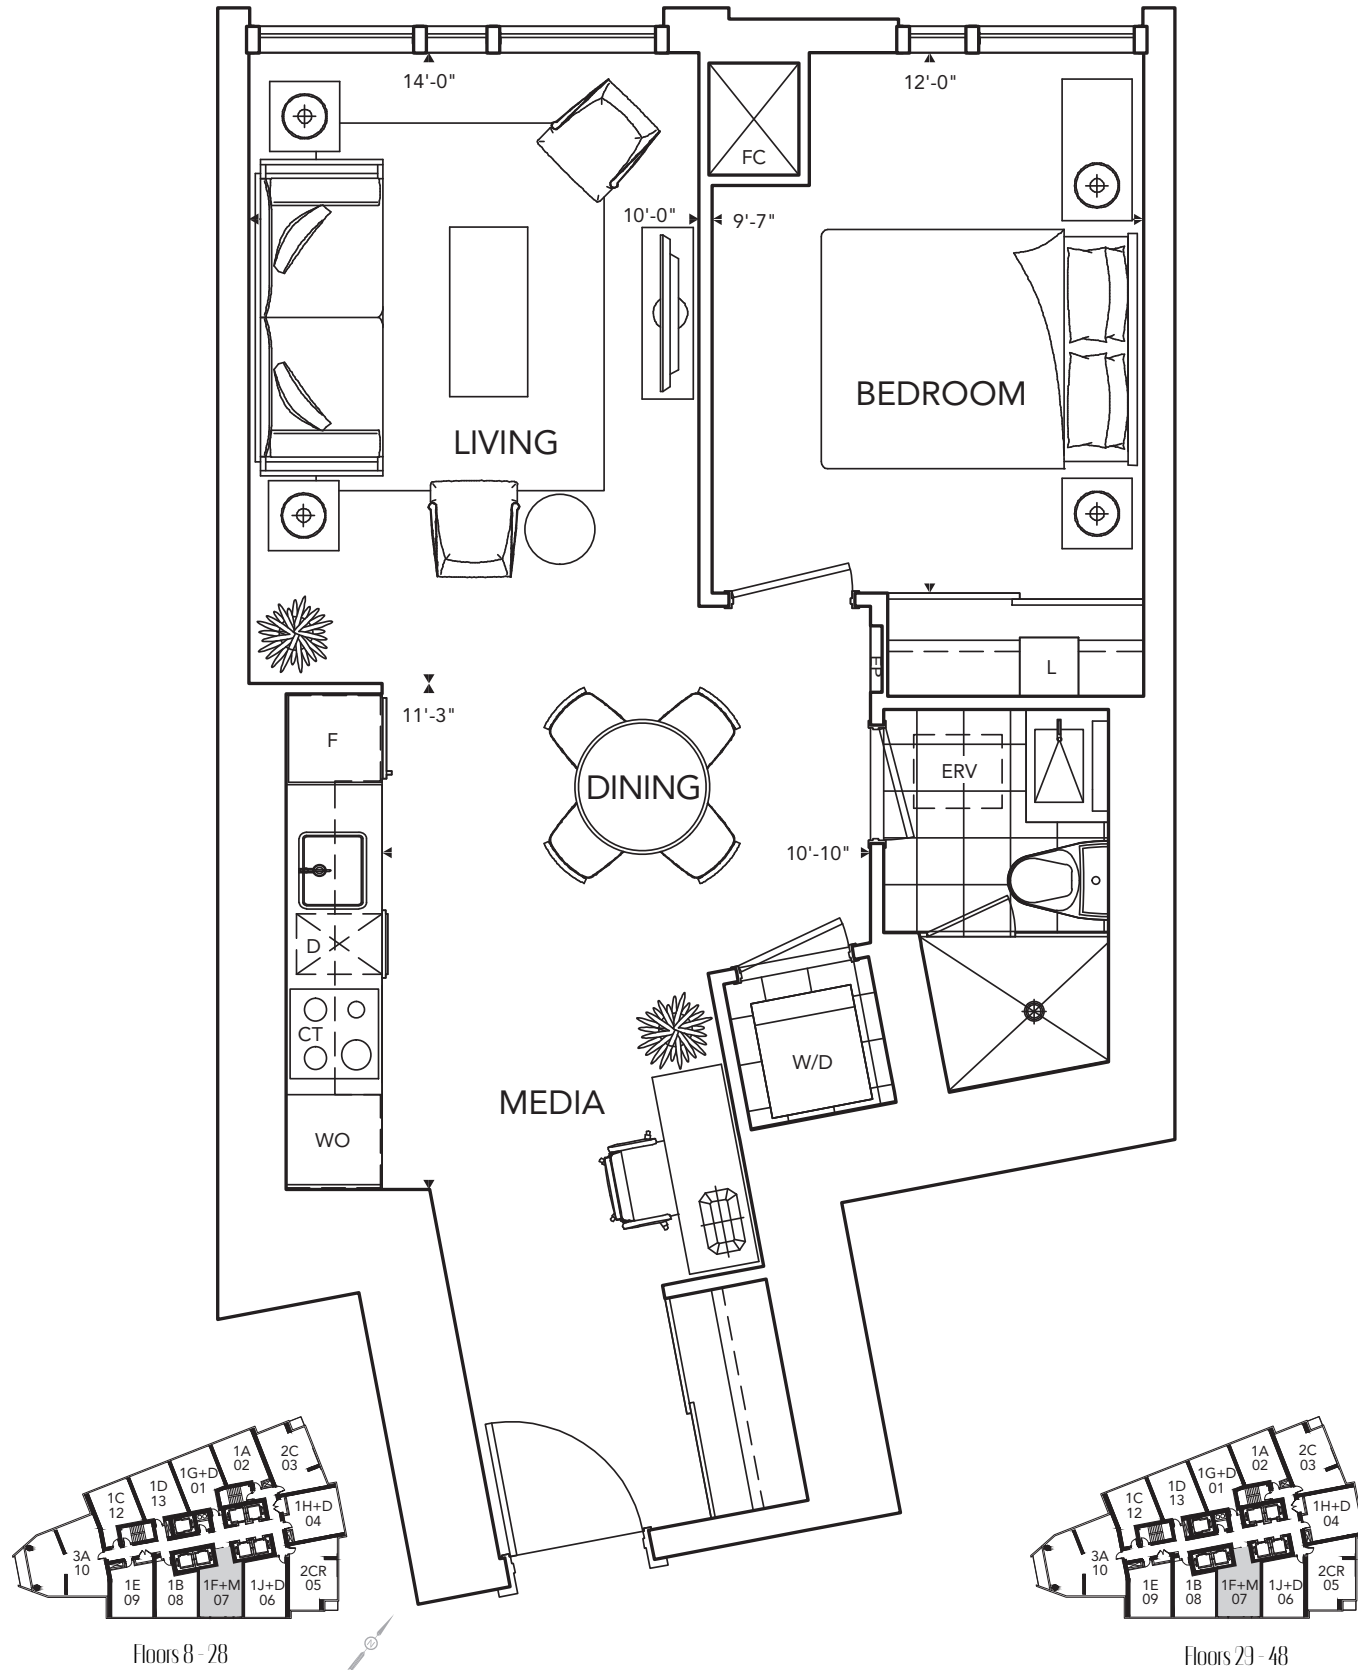 14'-0"
12'-0"
FC
10'-0"
9'-7"
BEDROOM
LIVING
L
11'-3"
F
DINING
ERV
10'-10"
D
CT
W/D
MEDIA
WO
1A
02
2C
03
1G+D
01
1D
13
1C
12
1H+D
04
3A
10
1E
09
1B
08
1F+M
07
1J+D
06
2CR
05
Floors 8 - 28
N
1A
02
2C
03
1G+D
01
1D
13
1C
12
1H+D
04
3A
10
1E
09
1B
08
1F+M
07
1J+D
06
2CR
05
Floors 29 - 48